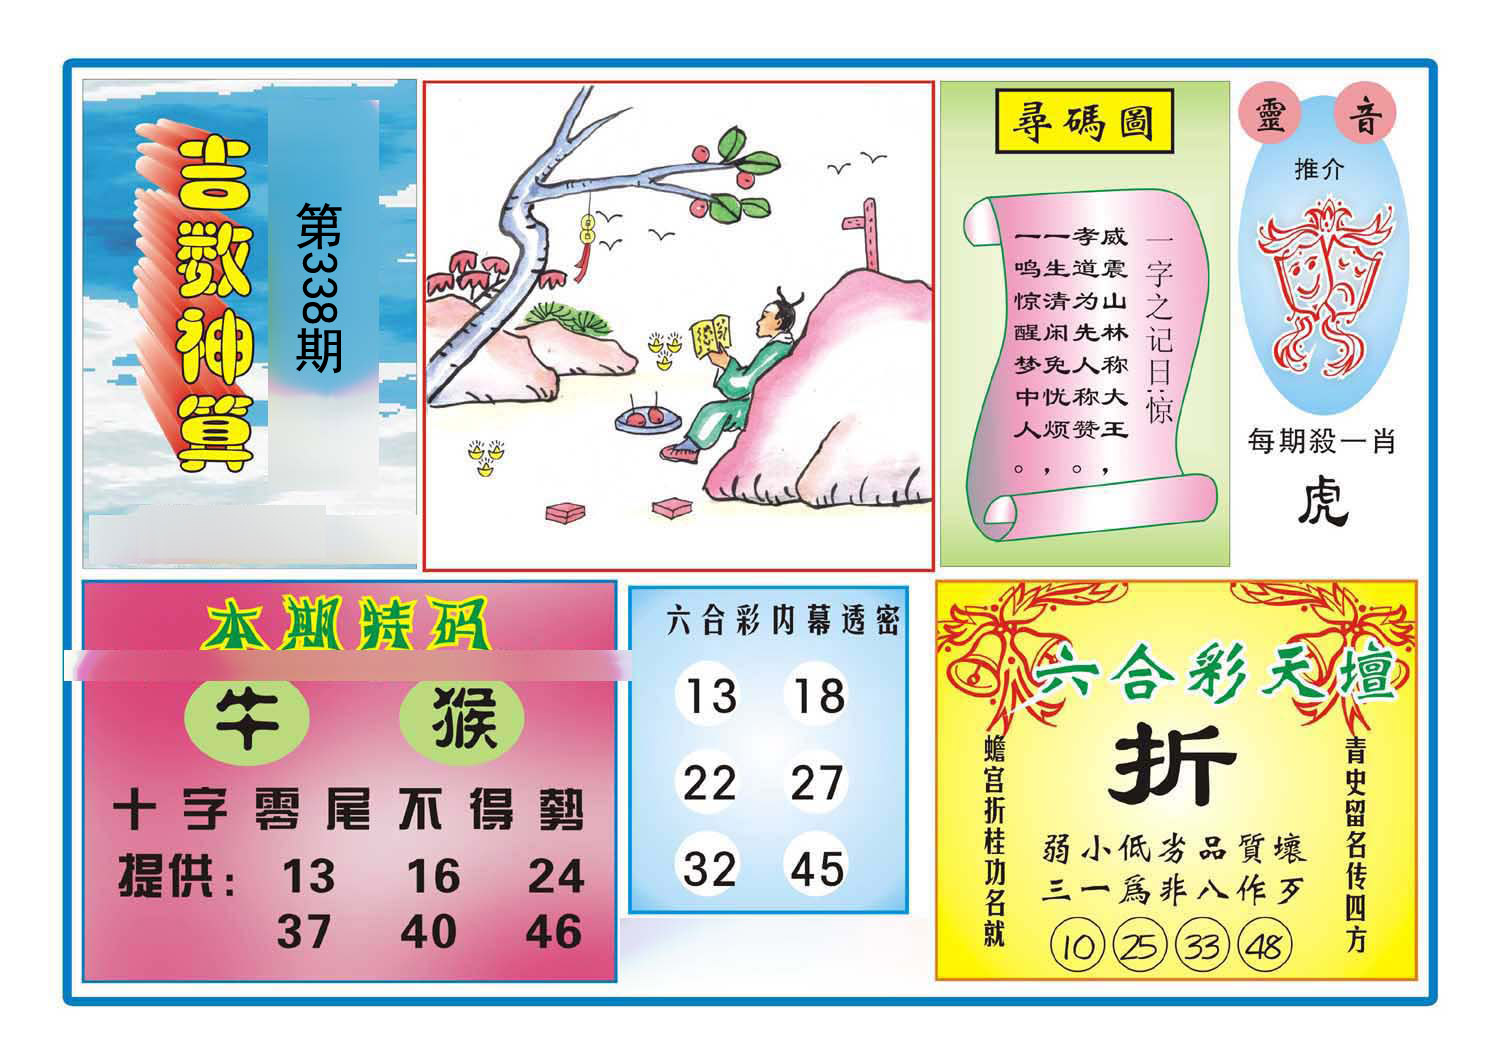 吉数神算
第338期
尋碼圖
一字之记曰:惊
威震山林称大王,
孝道为先人称赞。
一生清闲免忧烦,
一鸣惊醒梦中人。
靈音
推介
每期殺一肖
虎
本期特码
牛 猴
十字零尾不得勢
提供: 13 16 24
37 40 46
六合彩内幕透密
13 18
22 27
32 45
六合彩天壇
折
蟾宫折桂功名就
青史留名传四方
弱小低劣品質壞
三一爲非八作歹
10 25 33 48